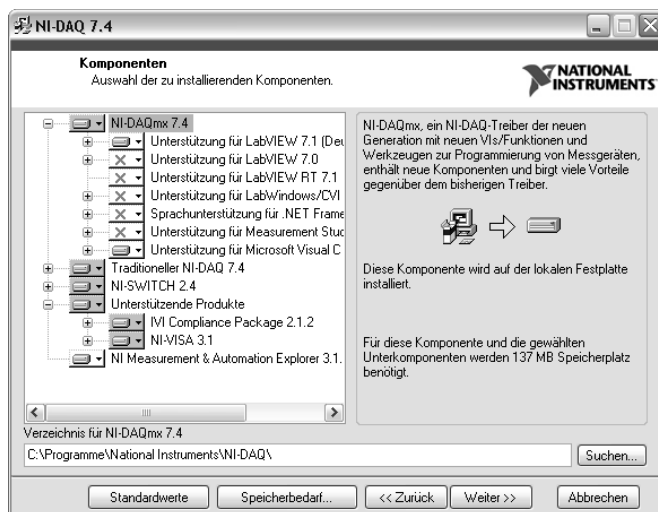 NI-DAQ 7.4
Komponenten
Auswahl der zu installierenden Komponenten.
NATIONAL
INSTRUMENTS
NI-DAQmx 7.4
Unterstützung für LabVIEW 7.1 (Deu
Unterstützung für LabVIEW 7.0
Unterstützung für LabVIEW RT 7.1
Unterstützung für LabWindows/CVI
Sprachunterstützung für .NET Frame
Unterstützung für Measurement Stud
Unterstützung für Microsoft Visual C
Traditioneller NI-DAQ 7.4
NI-SWITCH 2.4
Unterstützende Produkte
IVI Compliance Package 2.1.2
NI-VISA 3.1
NI Measurement & Automation Explorer 3.1.
NI-DAQmx, ein NI-DAQ-Treiber der neuen
Generation mit neuen VIs/Funktionen und
Werkzeugen zur Programmierung von Messgeräten,
enthält neue Komponenten und birgt viele Vorteile
gegenüber dem bisherigen Treiber.
Diese Komponente wird auf der lokalen Festplatte
installiert.
Für diese Komponente und die gewählten
Unterkomponenten werden 137 MB Speicherplatz
benötigt.
Verzeichnis für NI-DAQmx 7.4
C:\Programme\National Instruments\NI-DAQ\
Suchen...
Standardwerte
Speicherbedarf...
<< Zurück
Weiter >>
Abbrechen